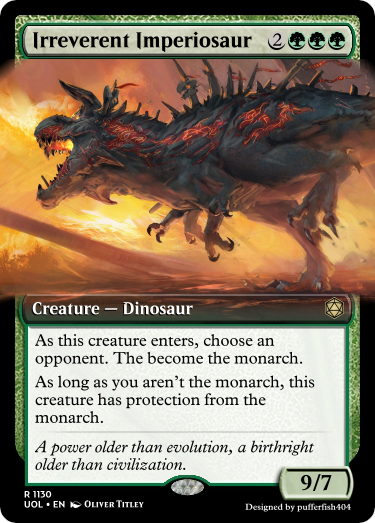 Irreverent Imperiosaur 2
Creature — Dinosaur
As this creature enters, choose an
opponent. The become the monarch.
As long as you aren't the monarch, this
creature has protection from the
monarch.
A power older than evolution, a birthright
older than civilization.
9/7
R 1130
UOL • EN Oliver Titley
Designed by pufferfish404